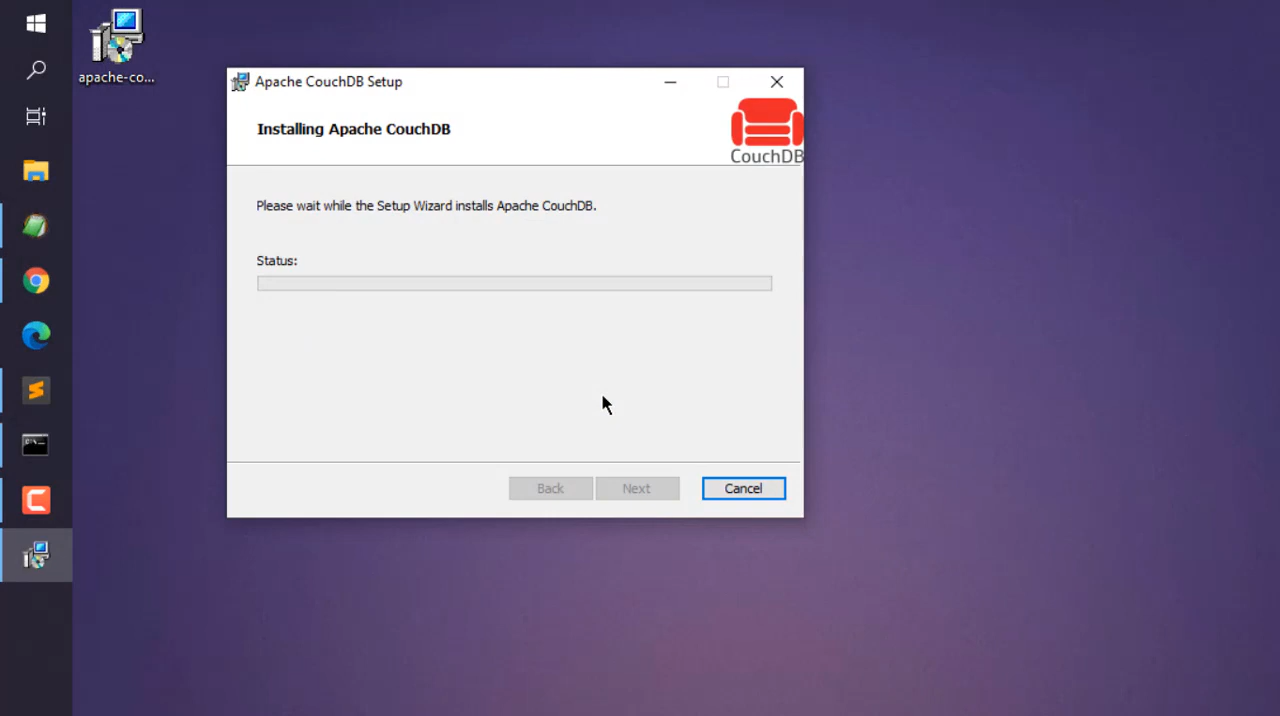 apache-co...
Apache CouchDB Setup
Installing Apache CouchDB
CouchDB
Please wait while the Setup Wizard installs Apache CouchDB.
Status:
Back
Next
Cancel